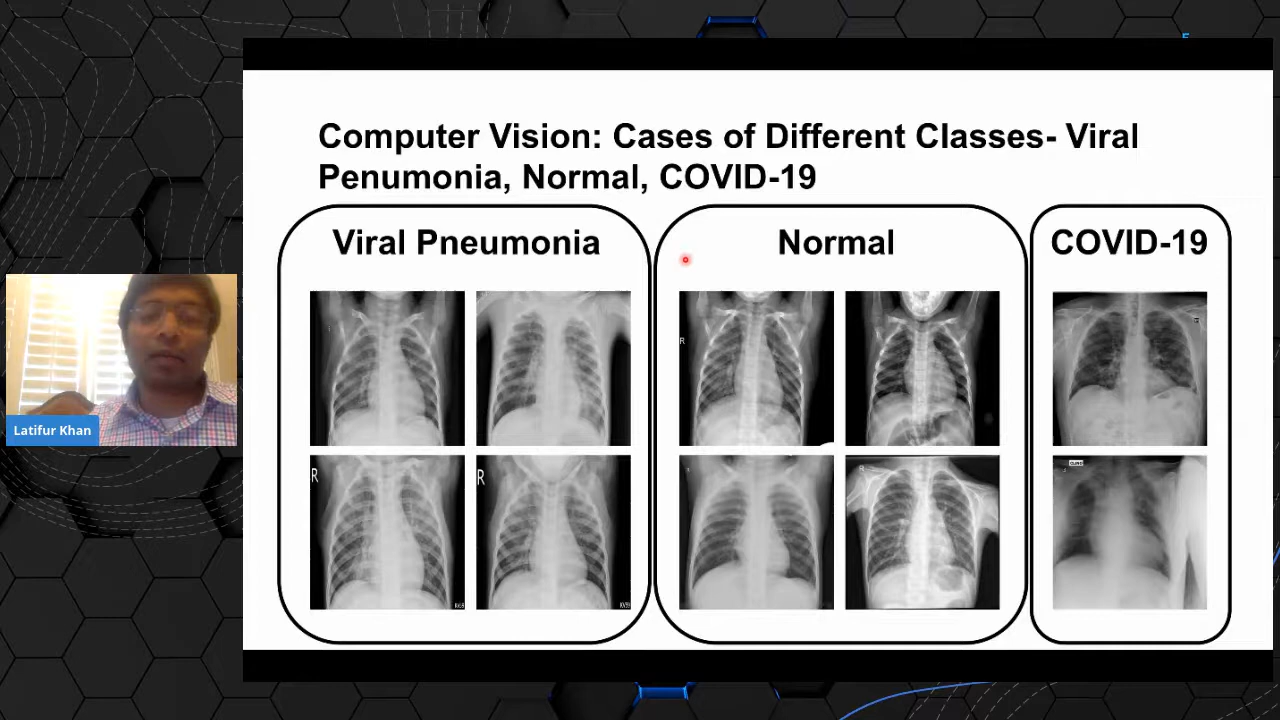 Computer Vision: Cases of Different Classes- Viral
Penumonia, Normal, COVID-19
Viral Pneumonia
Normal
COVID-19
R
R
R
R
Latifur Khan